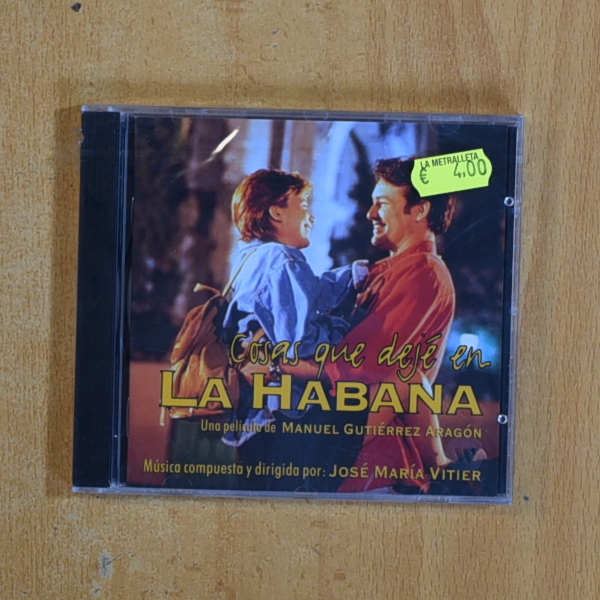 LA METRALLETA
€ 4,00
Cosas que dejé en
LA HABANA
Una película de MANUEL GUTIÉRREZ ARAGÓN
Música compuesta y dirigida por: JOSÉ MARÍA VITIER